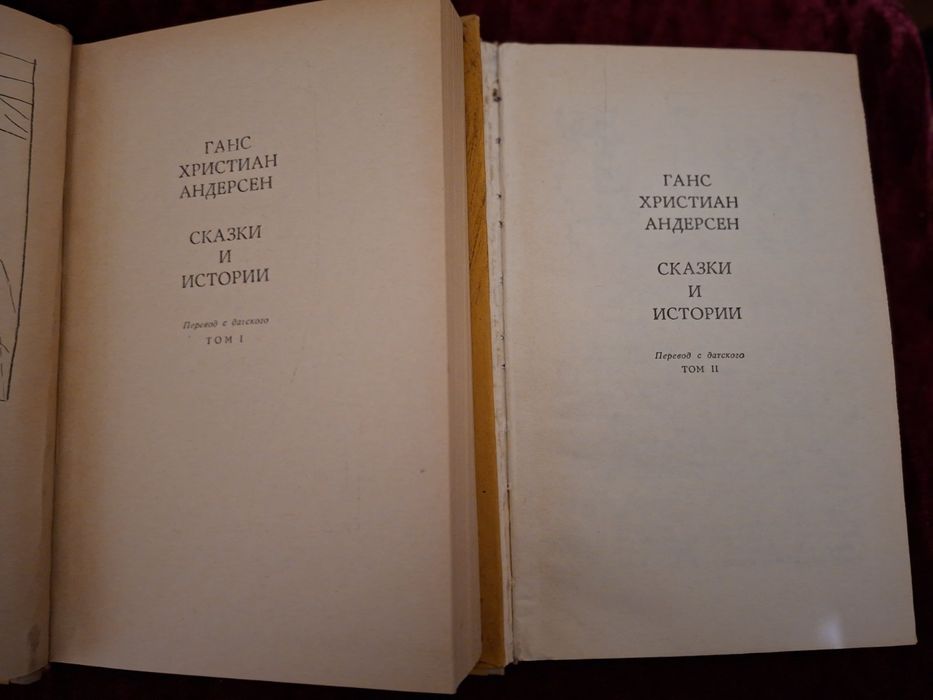 ГАНС
ХРИСТИАН
АНДЕРСЕН
СКАЗКИ
И
ИСТОРИИ
Перевод с датского
ТОМ I
ГАНС
ХРИСТИАН
АНДЕРСЕН
СКАЗКИ
И
ИСТОРИИ
Перевод с датского
ТОМ II